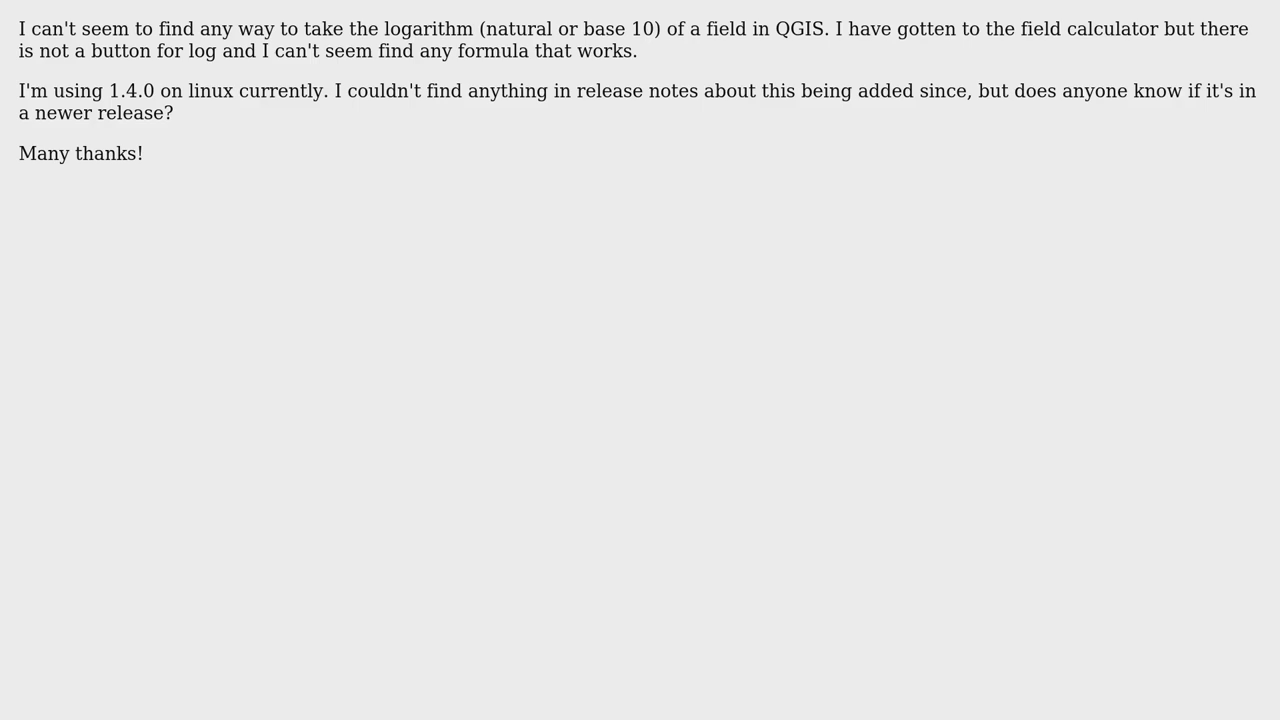 I can't seem to find any way to take the logarithm (natural or base 10) of a field in QGIS. I have gotten to the field calculator but there
is not a button for log and I can't seem find any formula that works.
I'm using 1.4.0 on linux currently. I couldn't find anything in release notes about this being added since, but does anyone know if it's in
a newer release?
Many thanks!